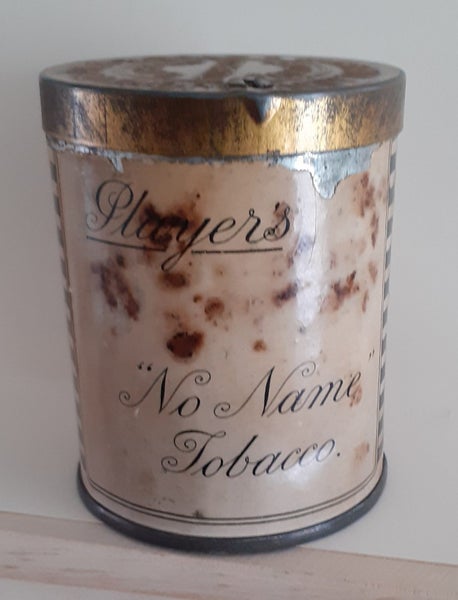 Player's
"No Name"
Tobacco.